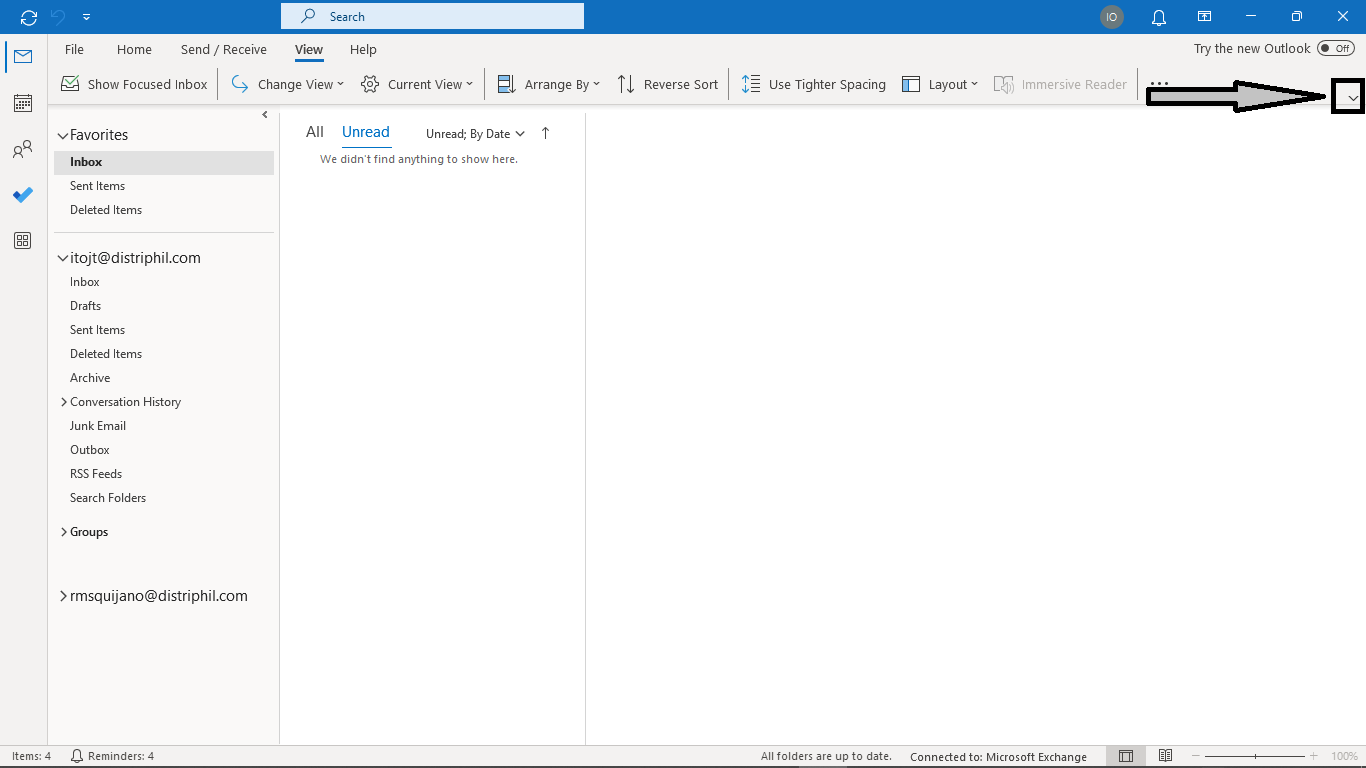 Search
IO
File Home Send / Receive View Help
Try the new Outlook Off
Show Focused Inbox Change View Current View Arrange By Reverse Sort Use Tighter Spacing Layout Immersive Reader ...
Favorites
Inbox
Sent Items
Deleted Items
itojt@distriphil.com
Inbox
Drafts
Sent Items
Deleted Items
Archive
Conversation History
Junk Email
Outbox
RSS Feeds
Search Folders
Groups
rmsquijano@distriphil.com
All Unread Unread; By Date
We didn't find anything to show here.
Items: 4 Reminders: 4 All folders are up to date. Connected to: Microsoft Exchange 100%